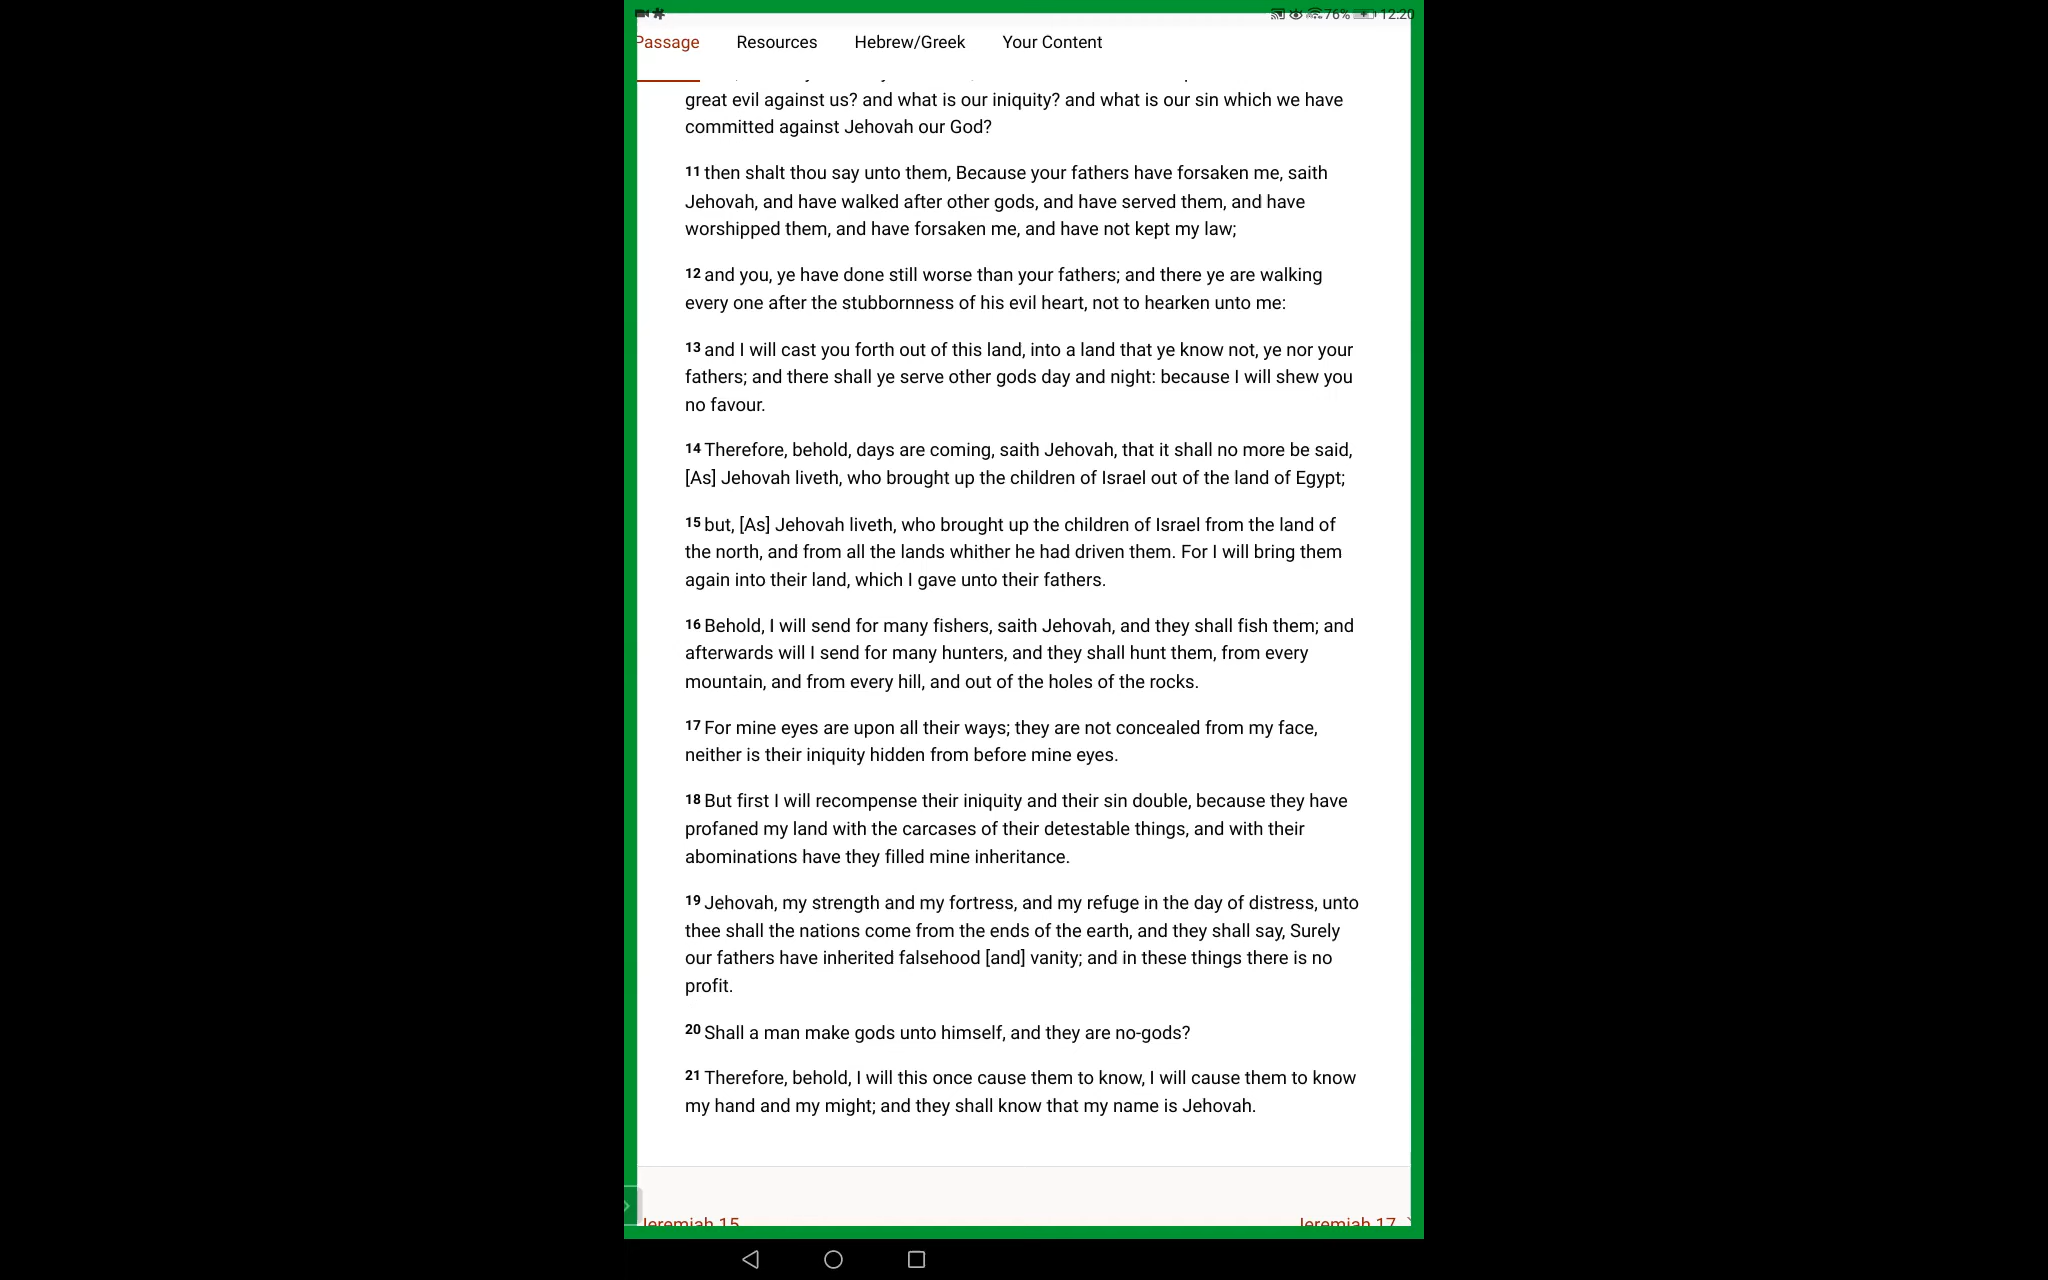 76% 12:20
Passage Resources Hebrew/Greek Your Content
great evil against us? and what is our iniquity? and what is our sin which we have
committed against Jehovah our God?
11 then shalt thou say unto them, Because your fathers have forsaken me, saith
Jehovah, and have walked after other gods, and have served them, and have
worshipped them, and have forsaken me, and have not kept my law;
12 and you, ye have done still worse than your fathers; and there ye are walking
every one after the stubbornness of his evil heart, not to hearken unto me:
13 and I will cast you forth out of this land, into a land that ye know not, ye nor your
fathers; and there shall ye serve other gods day and night: because I will shew you
no favour.
14 Therefore, behold, days are coming, saith Jehovah, that it shall no more be said,
[As] Jehovah liveth, who brought up the children of Israel out of the land of Egypt;
15 but, [As] Jehovah liveth, who brought up the children of Israel from the land of
the north, and from all the lands whither he had driven them. For I will bring them
again into their land, which I gave unto their fathers.
16 Behold, I will send for many fishers, saith Jehovah, and they shall fish them; and
afterwards will I send for many hunters, and they shall hunt them, from every
mountain, and from every hill, and out of the holes of the rocks.
17 For mine eyes are upon all their ways; they are not concealed from my face,
neither is their iniquity hidden from before mine eyes.
18 But first I will recompense their iniquity and their sin double, because they have
profaned my land with the carcases of their detestable things, and with their
abominations have they filled mine inheritance.
19 Jehovah, my strength and my fortress, and my refuge in the day of distress, unto
thee shall the nations come from the ends of the earth, and they shall say, Surely
our fathers have inherited falsehood [and] vanity; and in these things there is no
profit.
20 Shall a man make gods unto himself, and they are no-gods?
21 Therefore, behold, I will this once cause them to know, I will cause them to know
my hand and my might; and they shall know that my name is Jehovah.
Jeremiah 15 Jeremiah 17